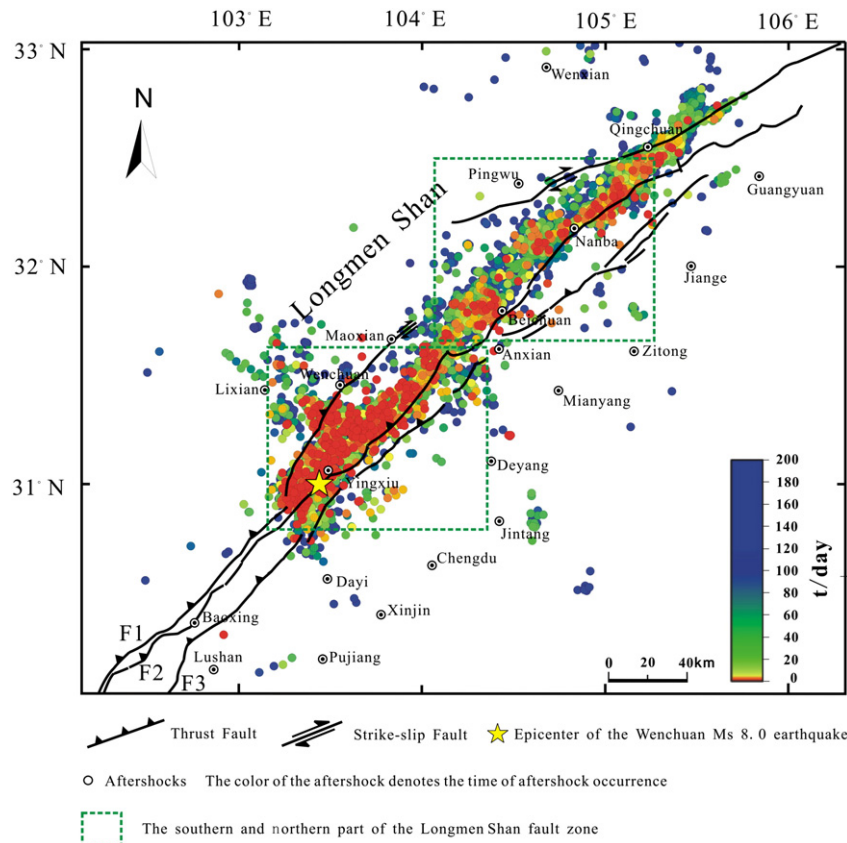 103° E 104° E 105° E 106° E
33° N
Wenxian
N
Qingchuan
Pingwu
Guangyuan
Longmen Shan
Nanba
32° N
Jiange
Beichuan
Maoxian
Anxian
Zitong
Wenchuan
Lixian
Mianyang
Deyang
200
180
160
140
120
100
80
60
40
20
0
t/day
31° N
Yingxiu
Jintang
Chengdu
Dayi
Xinjin
Baoxing
F1
F2
F3
Lushan
Pujiang
0 20 40km
Thrust Fault Strike-slip Fault Epicenter of the Wenchuan Ms 8.0 earthquake
Aftershocks The color of the aftershock denotes the time of aftershock occurrence
The southern and northern part of the Longmen Shan fault zone